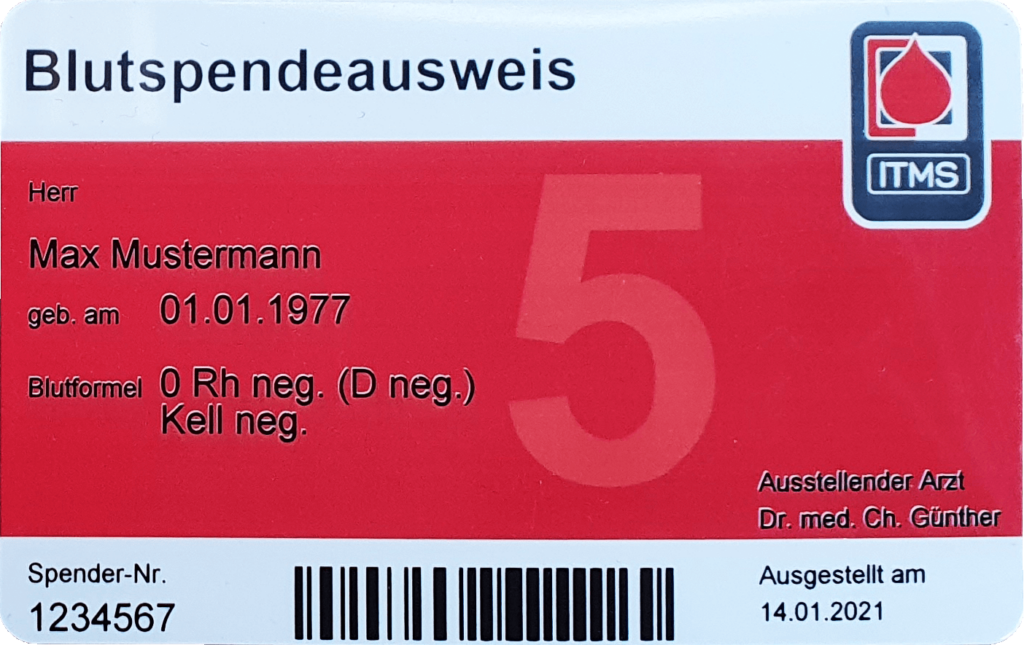 Blutspendeausweis
ITMS
Herr
Max Mustermann
geb. am 01.01.1977
5
Blutformel 0 Rh neg. (D neg.)
Kell neg.
Ausstellender Arzt
Dr. med. Ch. Günther
Spender-Nr.
1234567
Ausgestellt am
14.01.2021